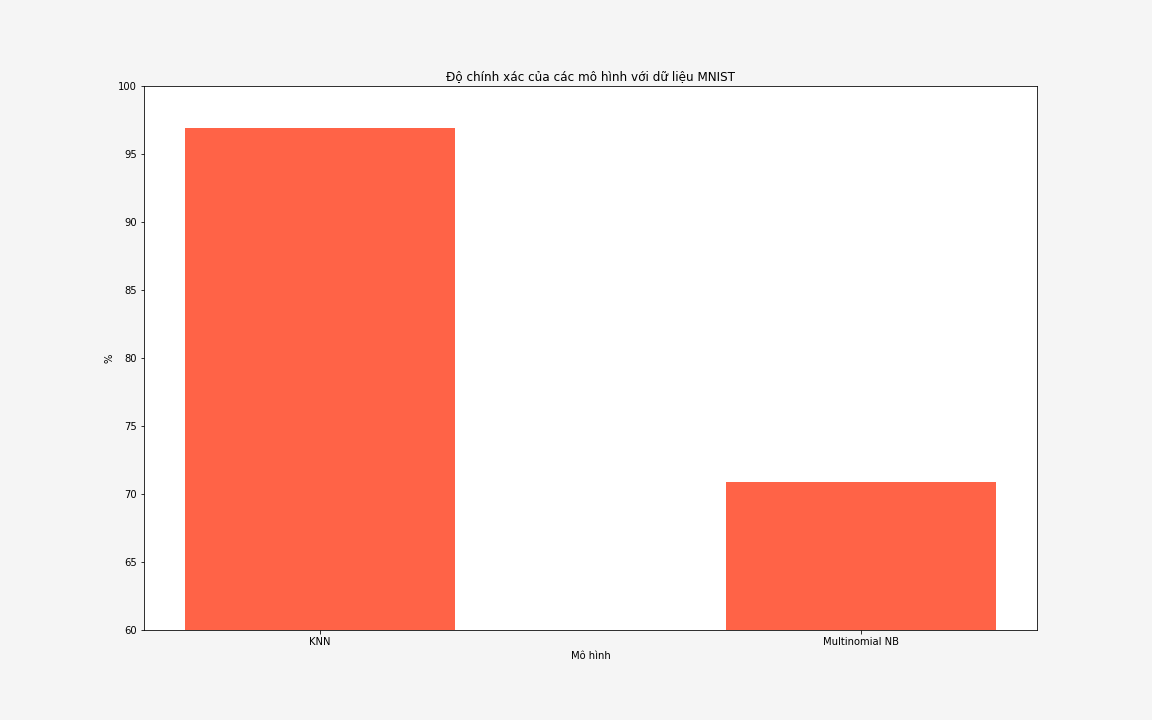 Độ chính xác của các mô hình với dữ liệu MNIST
100
95
90
85
80
75
70
65
60
%
KNN
Multinomial NB
Mô hình